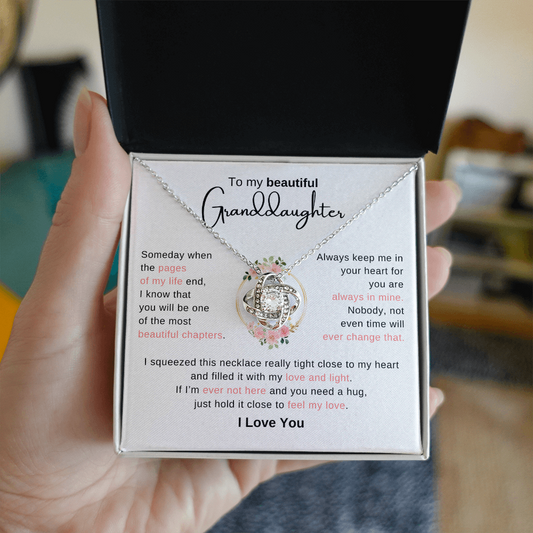 To my beautiful
Granddaughter
Someday when
the pages
of my life end,
I know that
you will be one
of the most
beautiful chapters.
Always keep me in
your heart for
you are
always in mine.
Nobody, not
even time will
ever change that.
I squeezed this necklace really tight close to my heart
and filled it with my love and light.
If I'm ever not here and you need a hug,
just hold it close to feel my love.
I Love You